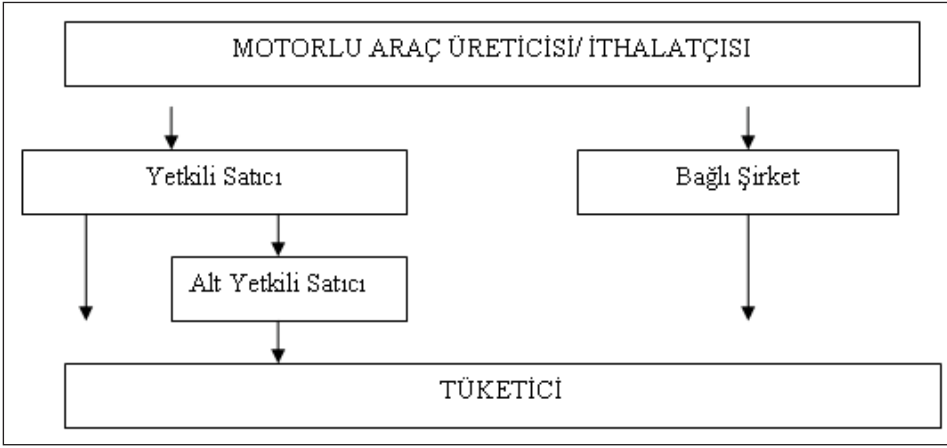 MOTORLU ARAÇ ÜRETİCİSİ/ İTHALATÇISI
Yetkili Satıcı
Bağlı Şirket
Alt Yetkili Satıcı
TÜKETİCİ